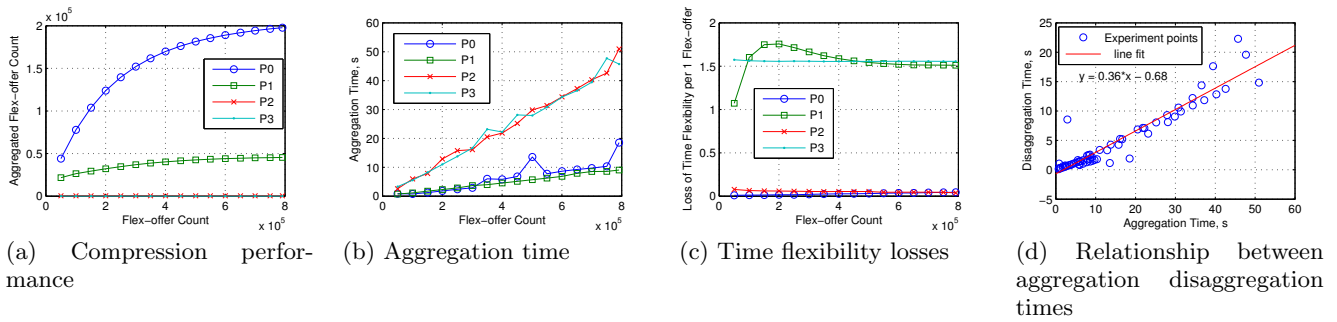 x 10^5
2
1.5
1
0.5
0
0 2 4 6 8
x 10^5
Aggregated Flex-offer Count
Flex-offer Count
P0
P1
P2
P3
(a) Compression perfor-
mance
60
50
40
30
20
10
0
0 2 4 6 8
x 10^5
Aggregation Time, s
Flex-offer Count
P0
P1
P2
P3
(b) Aggregation time
2
1.5
1
0.5
0
0 2 4 6 8
x 10^5
Loss of Time Flexibility per 1 Flex-offer
Flex-offer Count
P0
P1
P2
P3
(c) Time flexibility losses
25
20
15
10
5
0
−5
10 20 30 40 50 60
Disaggregation Time, s
Aggregation Time, s
Experiment points
line fit
y = 0.36*x − 0.68
(d) Relationship between
aggregation disaggregation
times